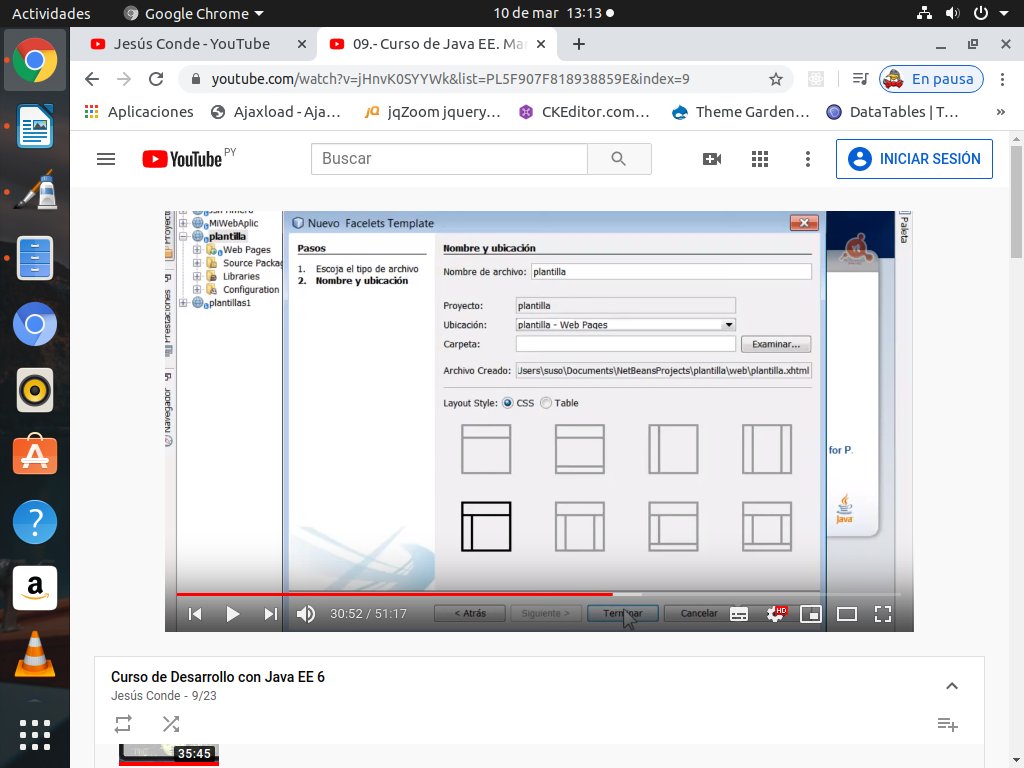 Actividades
Google Chrome
10 de mar 13:13
Jesús Conde - YouTube
09.- Curso de Java EE. Ma
youtube.com/watch?v=jHnvK0SYYWk&list=PL5F907F818938859E&index=9
En pausa
Aplicaciones
Ajaxload - Aja...
jqZoom jquery...
CKEditor.com...
Theme Garden...
DataTables | T...
»
YouTube PY
Buscar
INICIAR SESIÓN
MiWebAplic
plantilla
Web Pages
Source Packag
Libraries
Configuration
plantillas1
Nuevo Facelets Template
Pasos
1. Escoja el tipo de archivo
2. Nombre y ubicación
Nombre y ubicación
Nombre de archivo: plantilla
Proyecto: plantilla
Ubicación: plantilla - Web Pages
Carpeta:
Examinar...
Archivo Creado: Jsers\suso\Documents\NetBeansProjects\plantilla\web\plantilla.xhtml
Layout Style: CSS Table
< Atrás
Siguiente >
Terminar
Cancelar
Paleta
for P.
Java
30:52 / 51:17
HD
Curso de Desarrollo con Java EE 6
Jesús Conde - 9/23
35:45